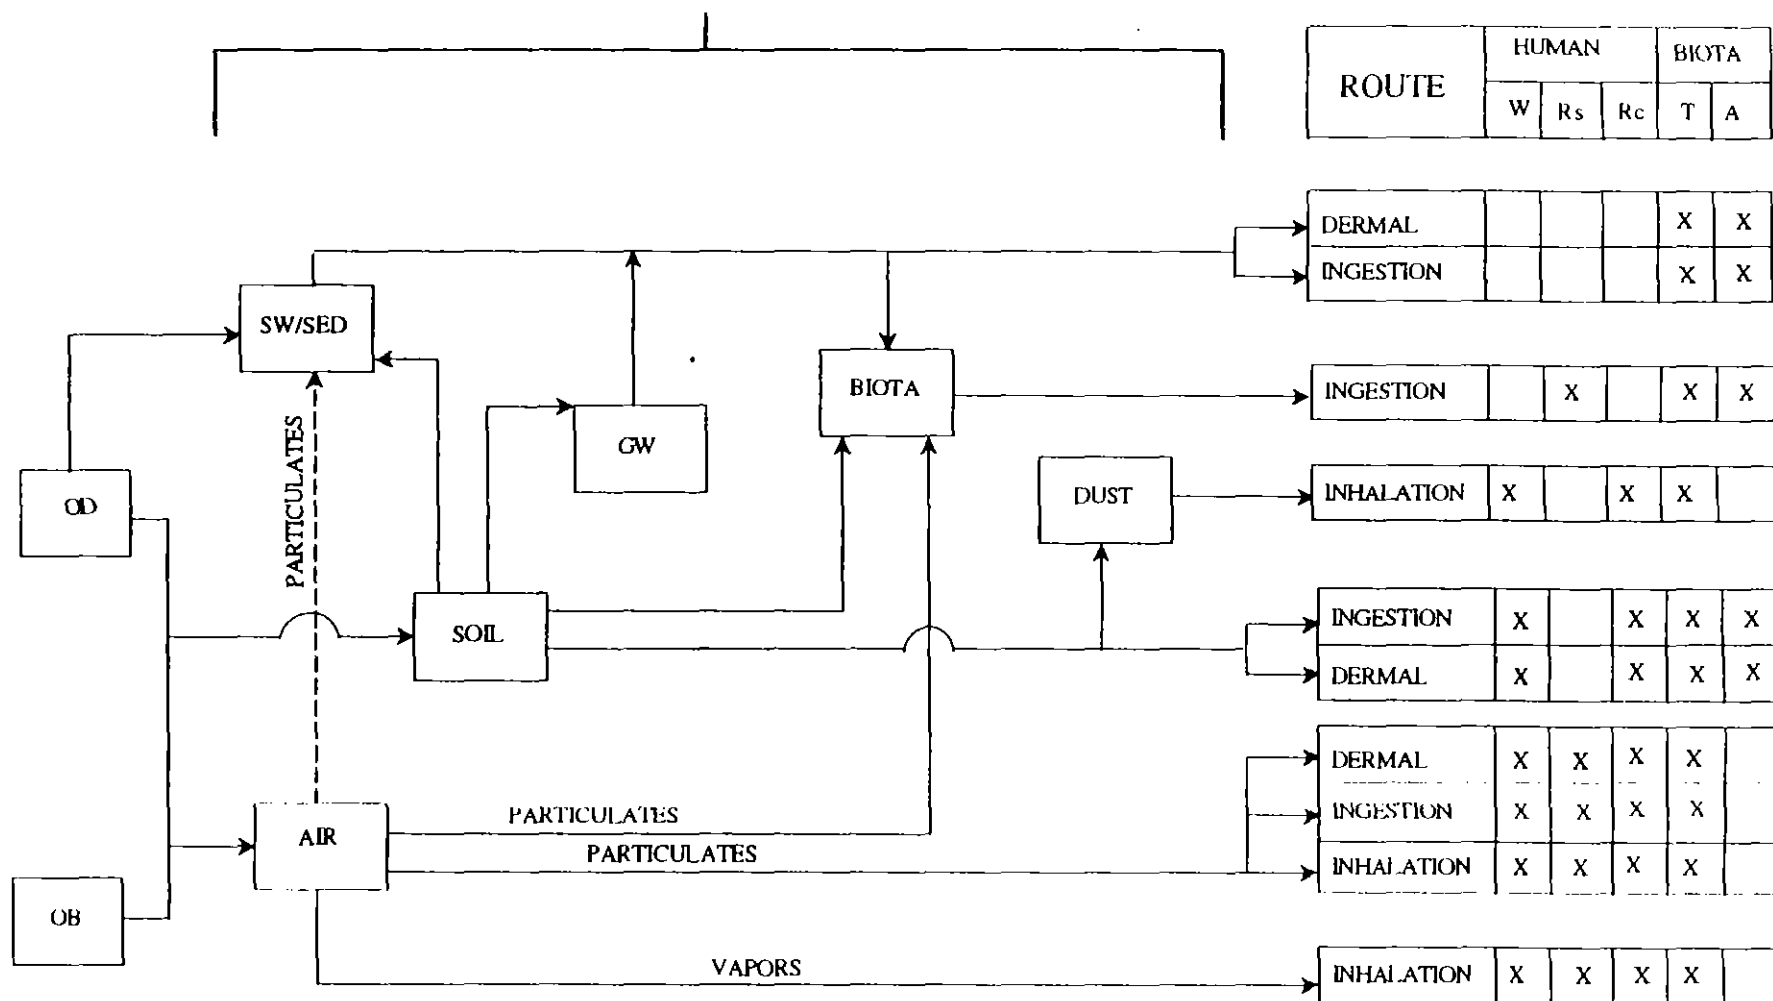 ROUTE
HUMAN
BIOTA
W Rs Rc T A
DERMAL X X
INGESTION X X
SW/SED
BIOTA
INGESTION X X X
GW
PARTICULATES
OD
DUST
INHALATION X X X
SOIL
INGESTION X X X X
DERMAL X X X X
DERMAL X X X X
PARTICULATES
INGESTION X X X X
AIR
PARTICULATES
INHALATION X X X X
OB
VAPORS
INHALATION X X X X